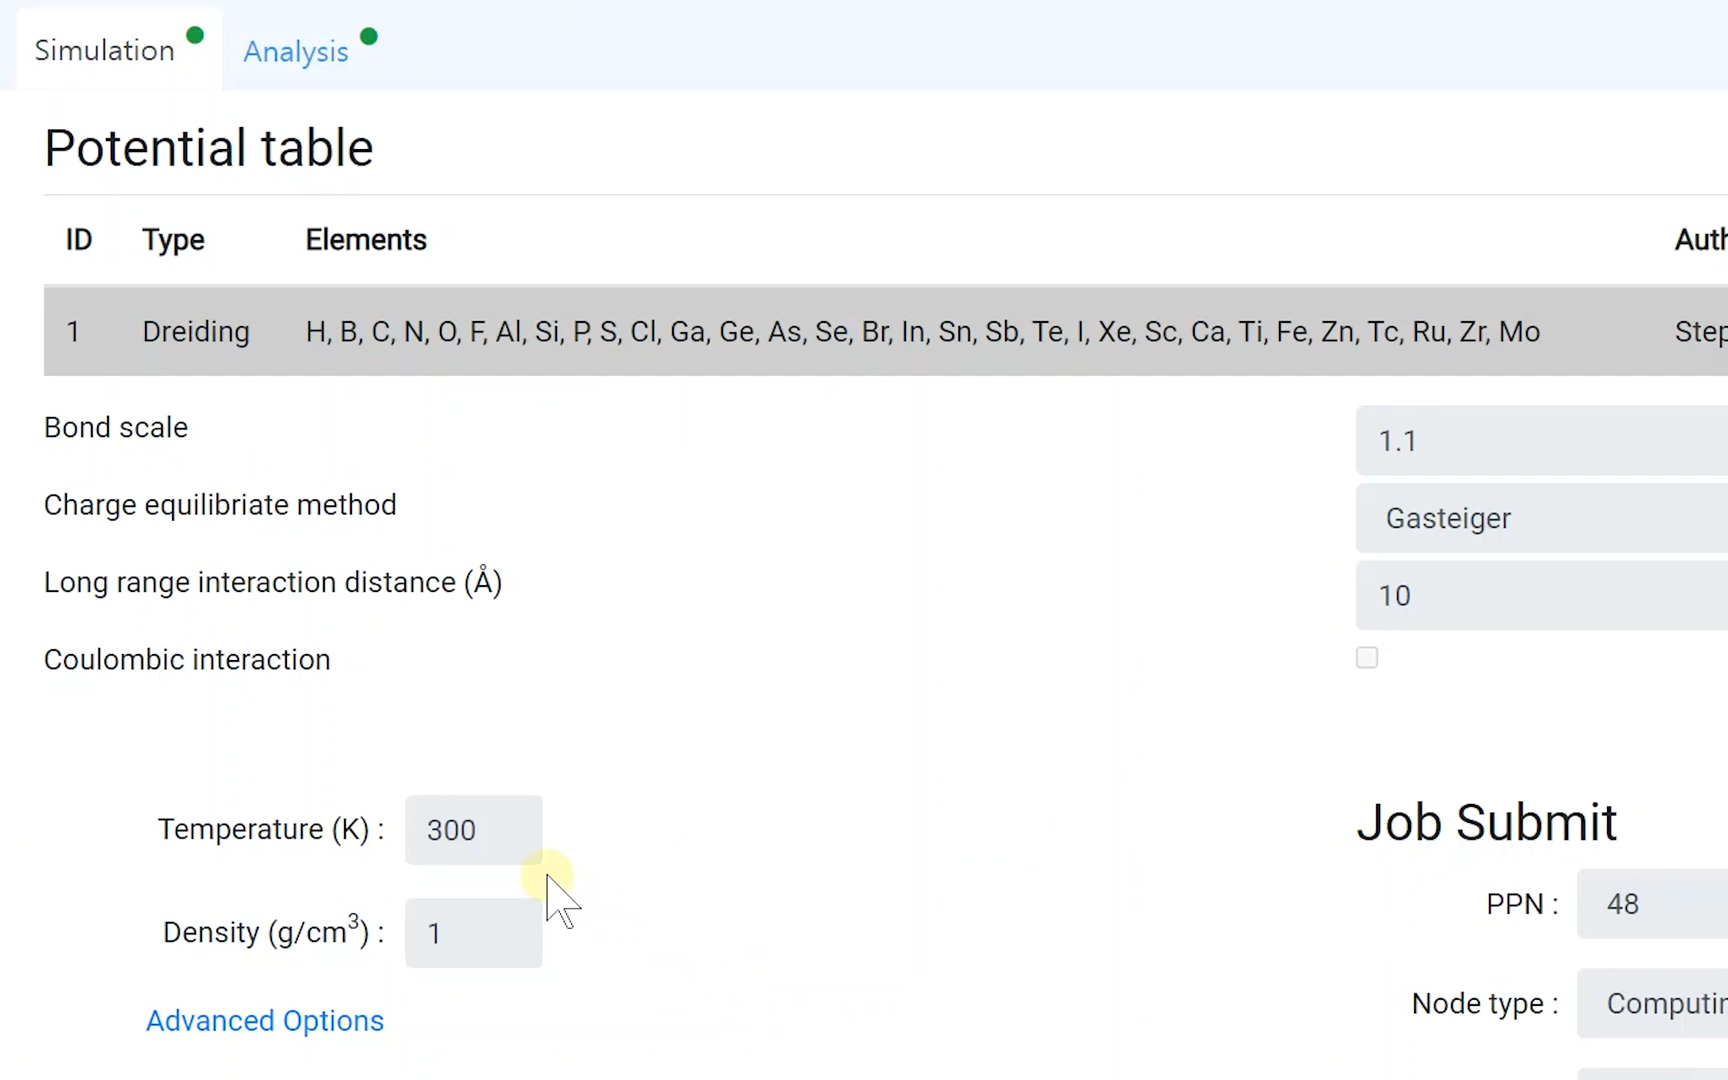 Simulation Analysis
Potential table
ID Type Elements Auth
1 Dreiding H, B, C, N, O, F, Al, Si, P, S, Cl, Ga, Ge, As, Se, Br, In, Sn, Sb, Te, I, Xe, Sc, Ca, Ti, Fe, Zn, Tc, Ru, Zr, Mo Step
Bond scale 1.1
Charge equilibriate method Gasteiger
Long range interaction distance (Å) 10
Coulombic interaction
Temperature (K) : 300
Density (g/cm³) : 1
Advanced Options
Job Submit
PPN : 48
Node type : Computin